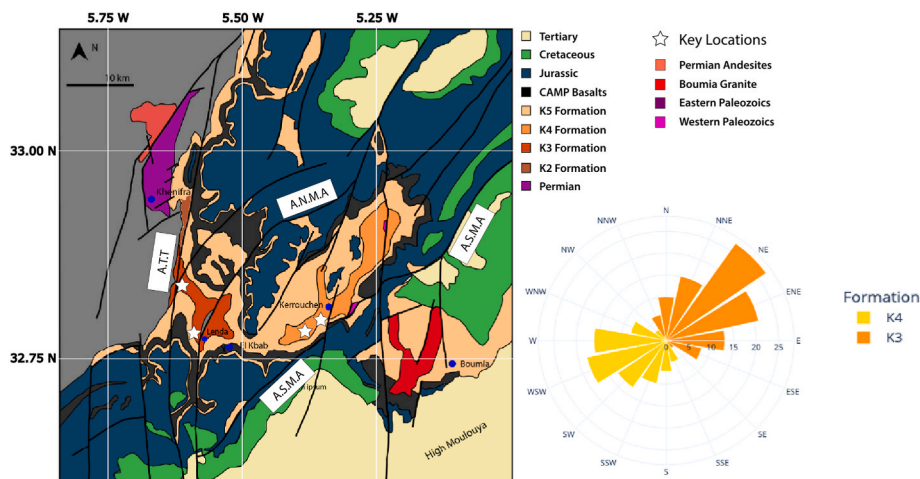 5.75 W 5.50 W 5.25 W
N
10 km
33.00 N
32.75 N
Khenifra
A.T.T
A.N.M.A
A.S.M.A
Kerrouchen
Lenda
El Kbab
A.S.M.A
Boumia
High Moulouya
Tertiary
Cretaceous
Jurassic
CAMP Basalts
K5 Formation
K4 Formation
K3 Formation
K2 Formation
Permian
Key Locations
Permian Andesites
Boumia Granite
Eastern Paleozoics
Western Paleozoics
N
NNW NNE
NW NE
WNW ENE
W 0 5 10 15 20 25 E
WSW ESE
SW SE
SSW SSE
S
Formation
K4
K3